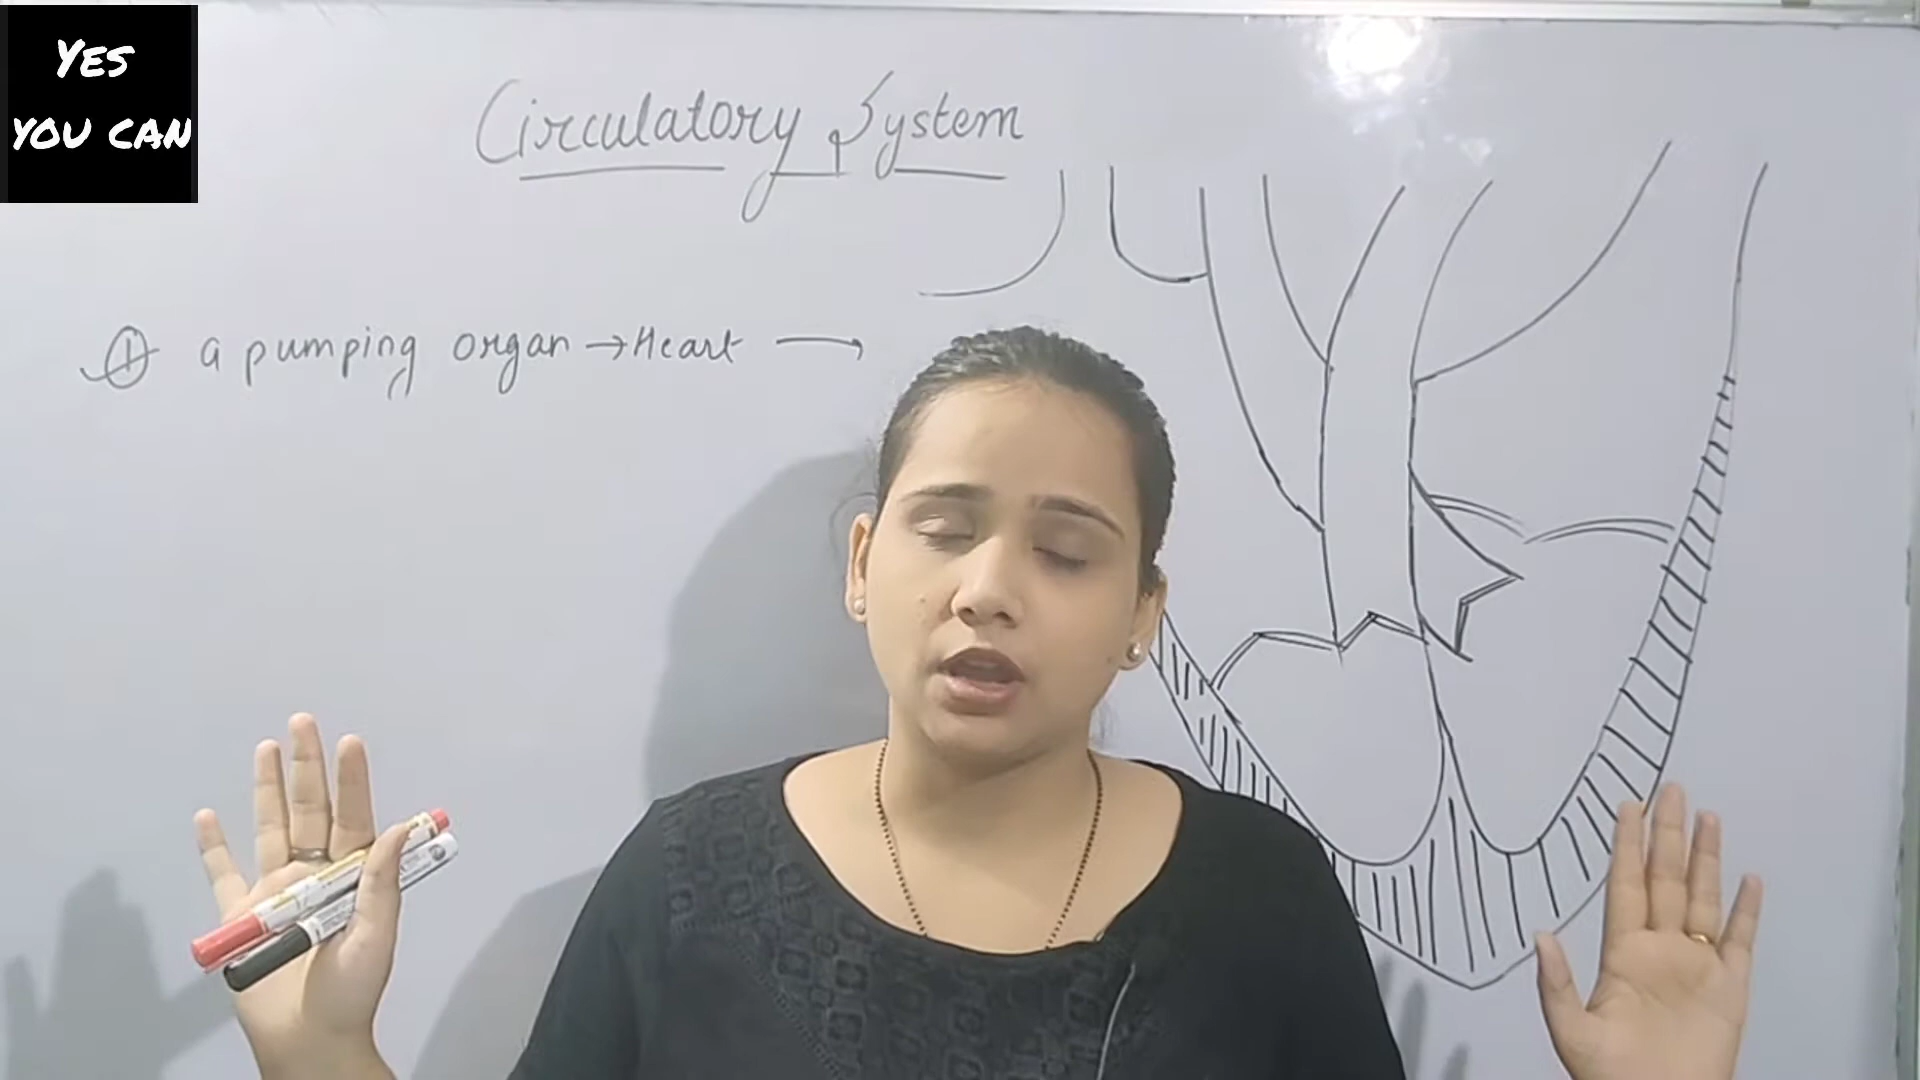 YES
YOU CAN
Circulatory System
① a pumping organ → Heart →